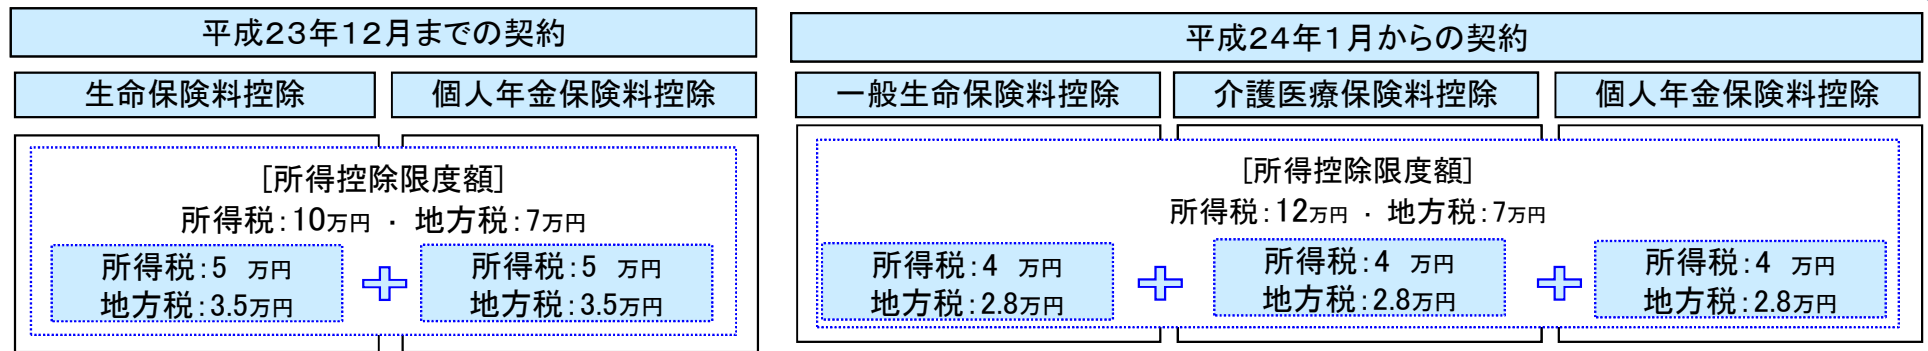 平成23年12月までの契約
生命保険料控除
個人年金保険料控除
[所得控除限度額]
所得税:10万円 ・ 地方税:7万円
所得税:5 万円
地方税:3.5万円
所得税:5 万円
地方税:3.5万円
平成24年1月からの契約
一般生命保険料控除
介護医療保険料控除
個人年金保険料控除
[所得控除限度額]
所得税:12万円 ・ 地方税:7万円
所得税:4 万円
地方税:2.8万円
所得税:4 万円
地方税:2.8万円
所得税:4 万円
地方税:2.8万円